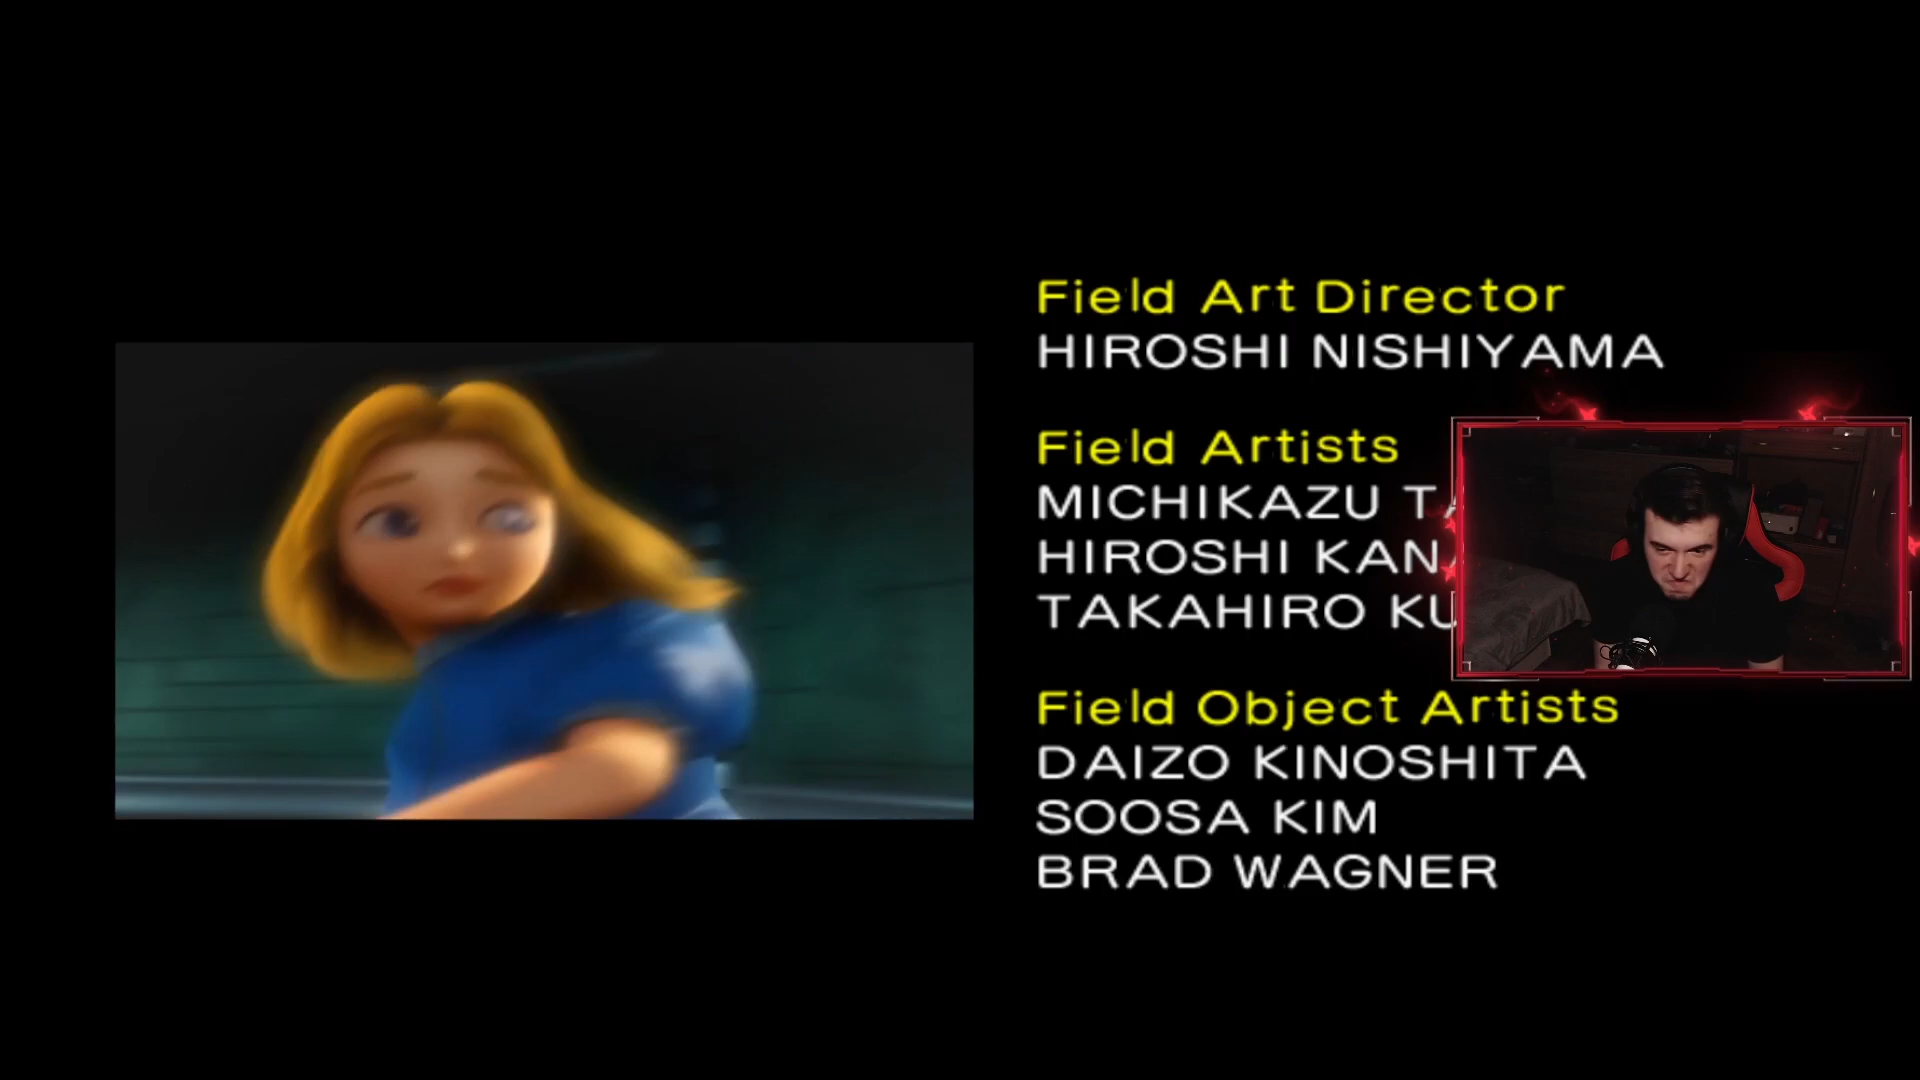 Field Art Director
HIROSHI NISHIYAMA
Field Artists
MICHIKAZU
HIROSHI
TAKAHIRO
Field Object Artists
DAIZO KINOSHITA
SOOSA KIM
BRAD WAGNER